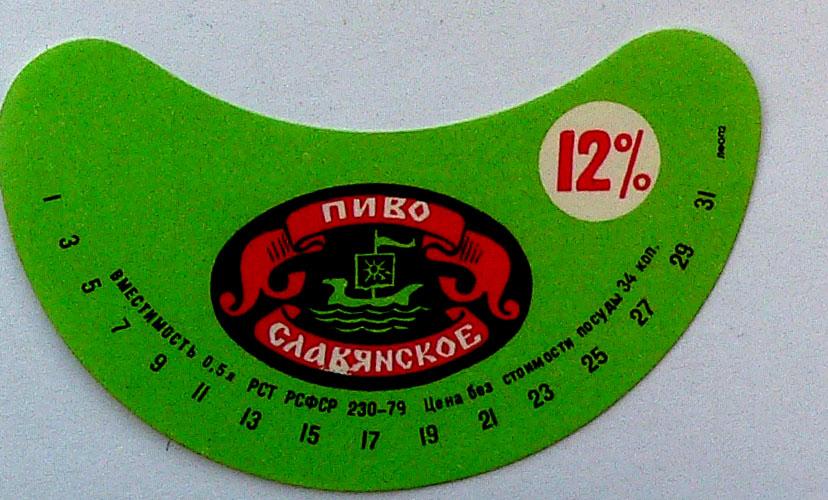 12%
ПИВО
СЛАВЯНСКОЕ
Вместимость 0,5 л РСТ РСФСР 230-79 Цена без стоимости посуды 34 коп.
1 3 5 7 9 11 13 15 17 19 21 23 25 27 29 31